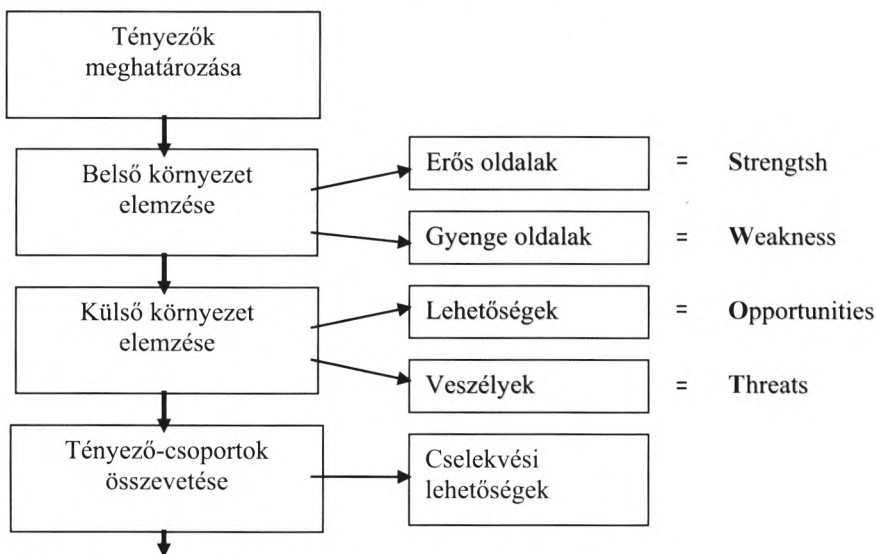 Tényezők
meghatározása
Belső környezet
elemzése
Erős oldalak = Strengtsh
Gyenge oldalak = Weakness
Külső környezet
elemzése
Lehetőségek = Opportunities
Veszélyek = Threats
Tényező-csoportok
összevetése
Cselekvési
lehetőségek